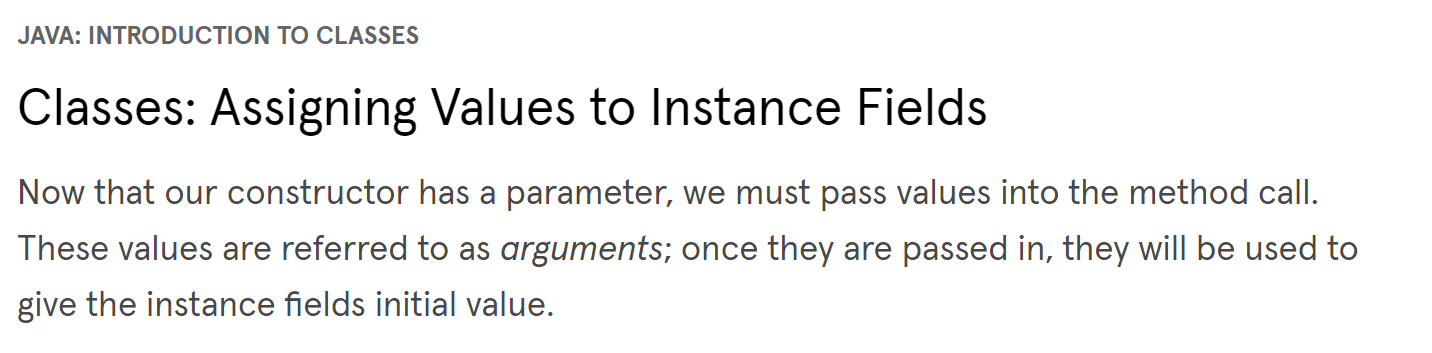 JAVA: INTRODUCTION TO CLASSES
Classes: Assigning Values to Instance Fields
Now that our constructor has a parameter, we must pass values into the method call.
These values are referred to as arguments; once they are passed in, they will be used to
give the instance fields initial value.